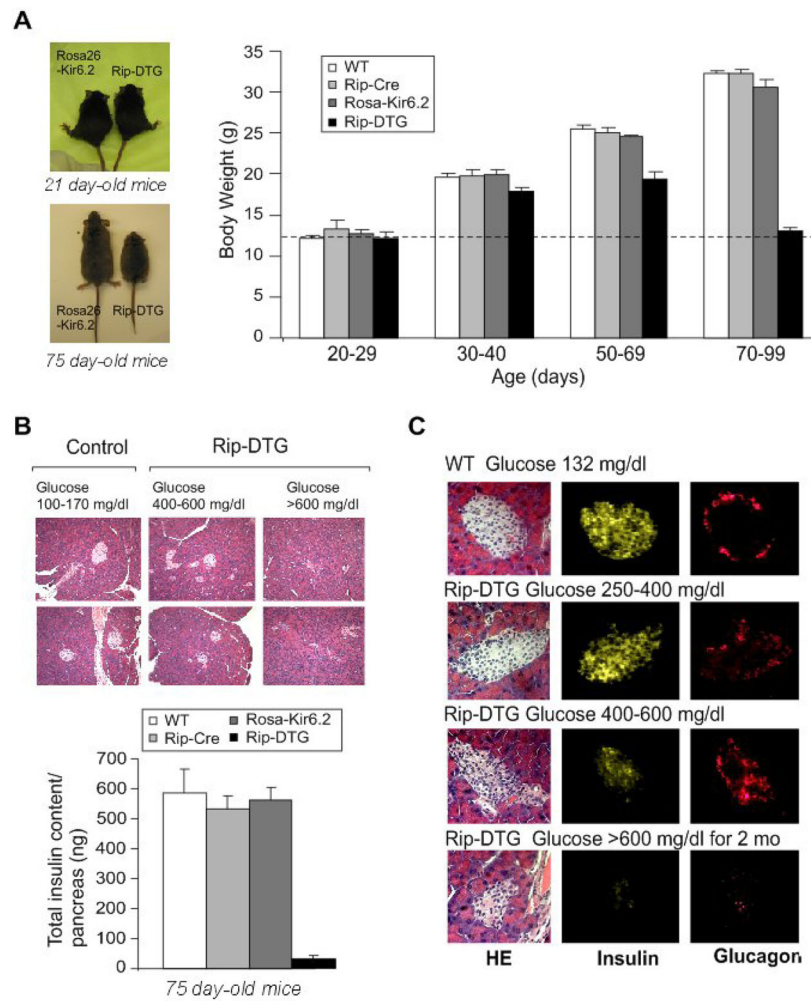 A
Rosa26
-Kir6.2
Rip-DTG
21 day-old mice
Rosa26
-Kir6.2
Rip-DTG
75 day-old mice
Body Weight (g)
35
30
25
20
15
10
5
0
WT
Rip-Cre
Rosa-Kir6.2
Rip-DTG
20-29
30-40
50-69
70-99
Age (days)
B
Control
Rip-DTG
Glucose
100-170 mg/dl
Glucose
400-600 mg/dl
Glucose
>600 mg/dl
WT
Rosa-Kir6.2
Rip-Cre
Rip-DTG
Total insulin content/
pancreas (ng)
700
600
500
400
300
200
100
0
75 day-old mice
C
WT Glucose 132 mg/dl
Rip-DTG Glucose 250-400 mg/dl
Rip-DTG Glucose 400-600 mg/dl
Rip-DTG Glucose >600 mg/dl for 2 mo
HE
Insulin
Glucagon